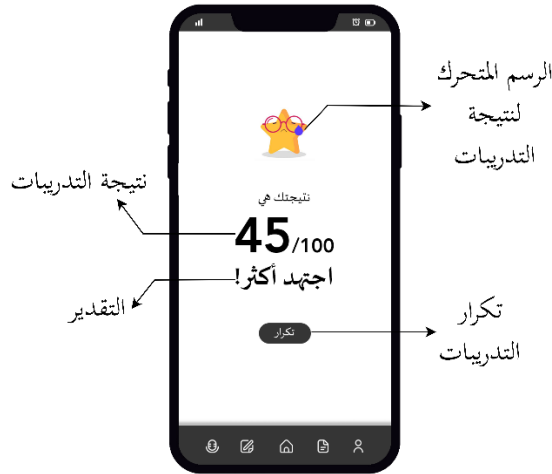 الرسم المتحرك
لنتيجة
التدريبات
نتيجة التدريبات
نتيجتك هي
45/100
اجتهد أكثر!
التقدير
تكرار
تكرار
التدريبات